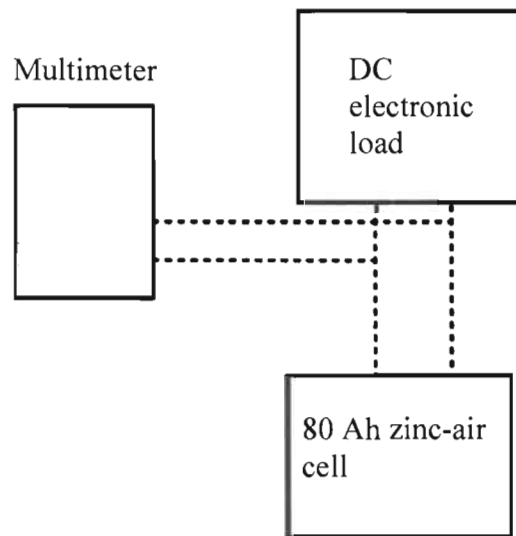 Multimeter
DC
electronic
load
80 Ah zinc-air
cell